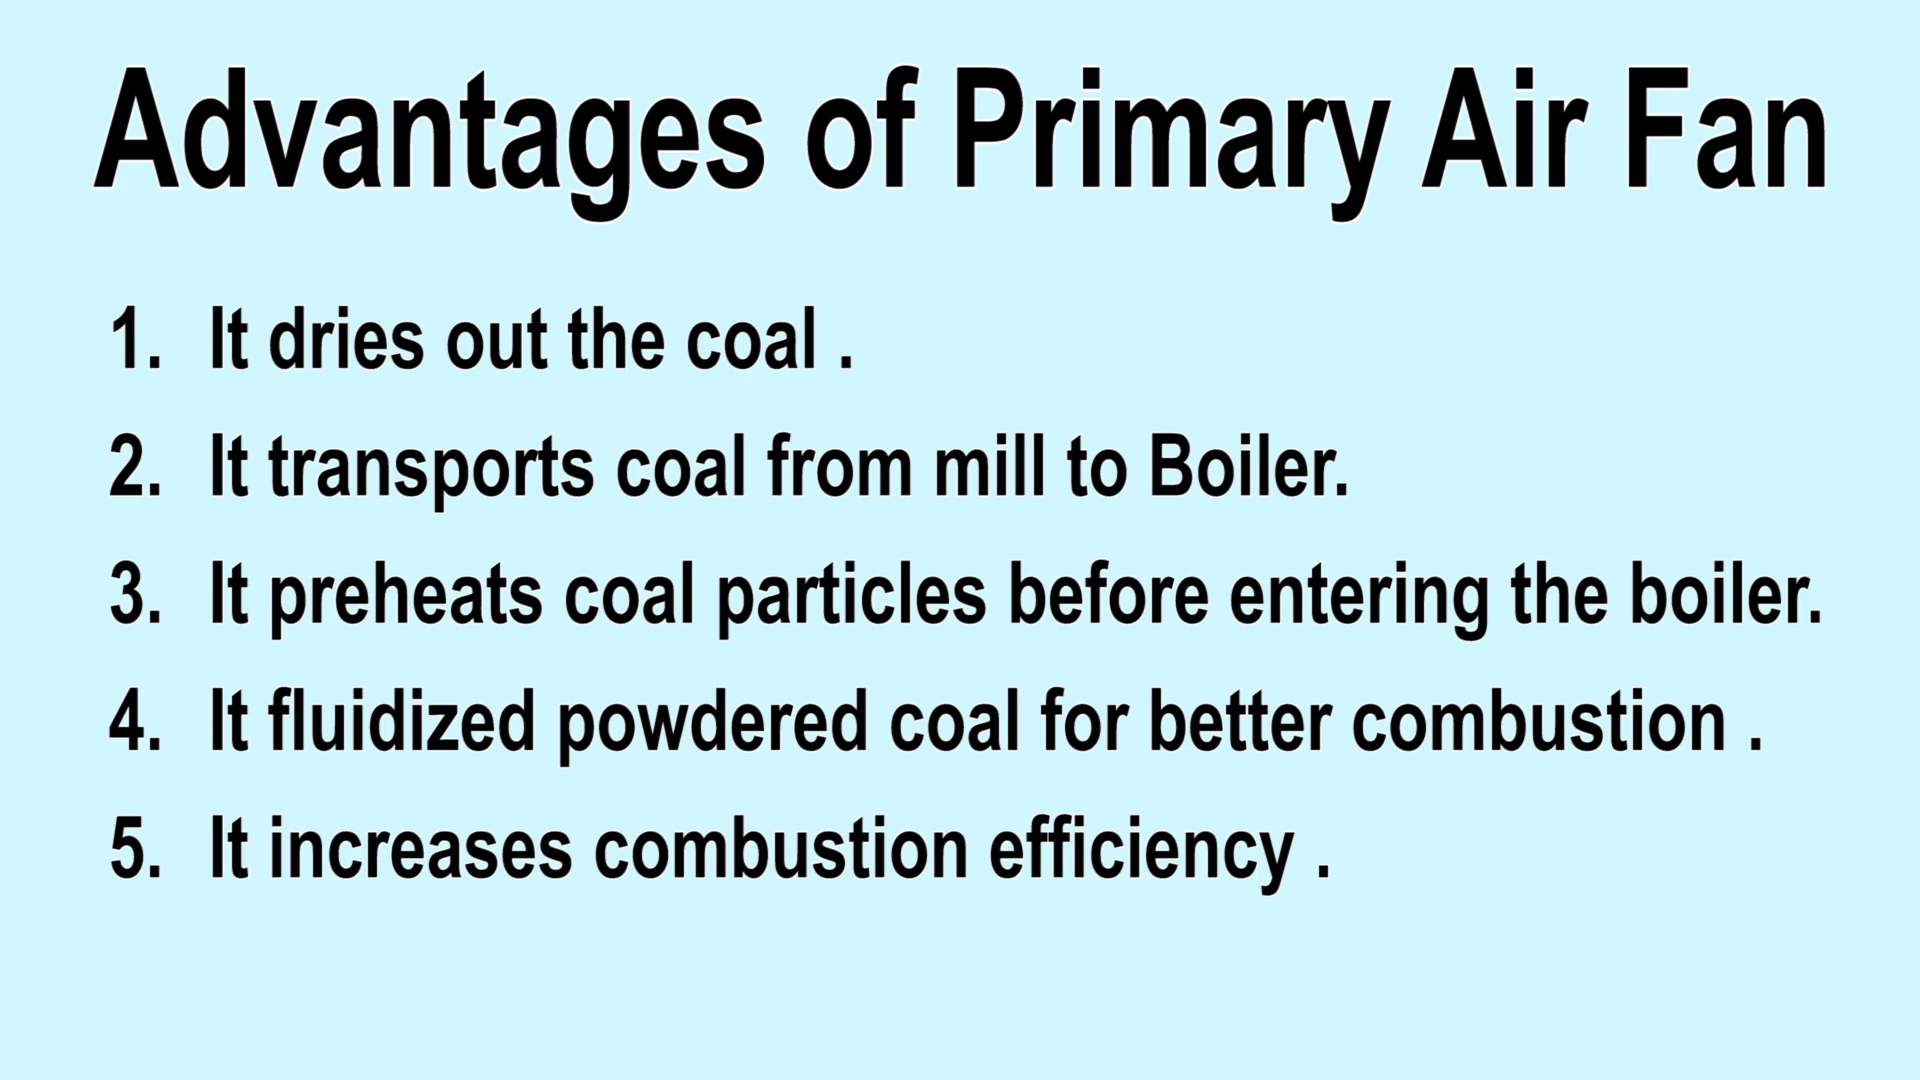 Advantages of Primary Air Fan
1. It dries out the coal .
2. It transports coal from mill to Boiler.
3. It preheats coal particles before entering the boiler.
4. It fluidized powdered coal for better combustion .
5. It increases combustion efficiency .